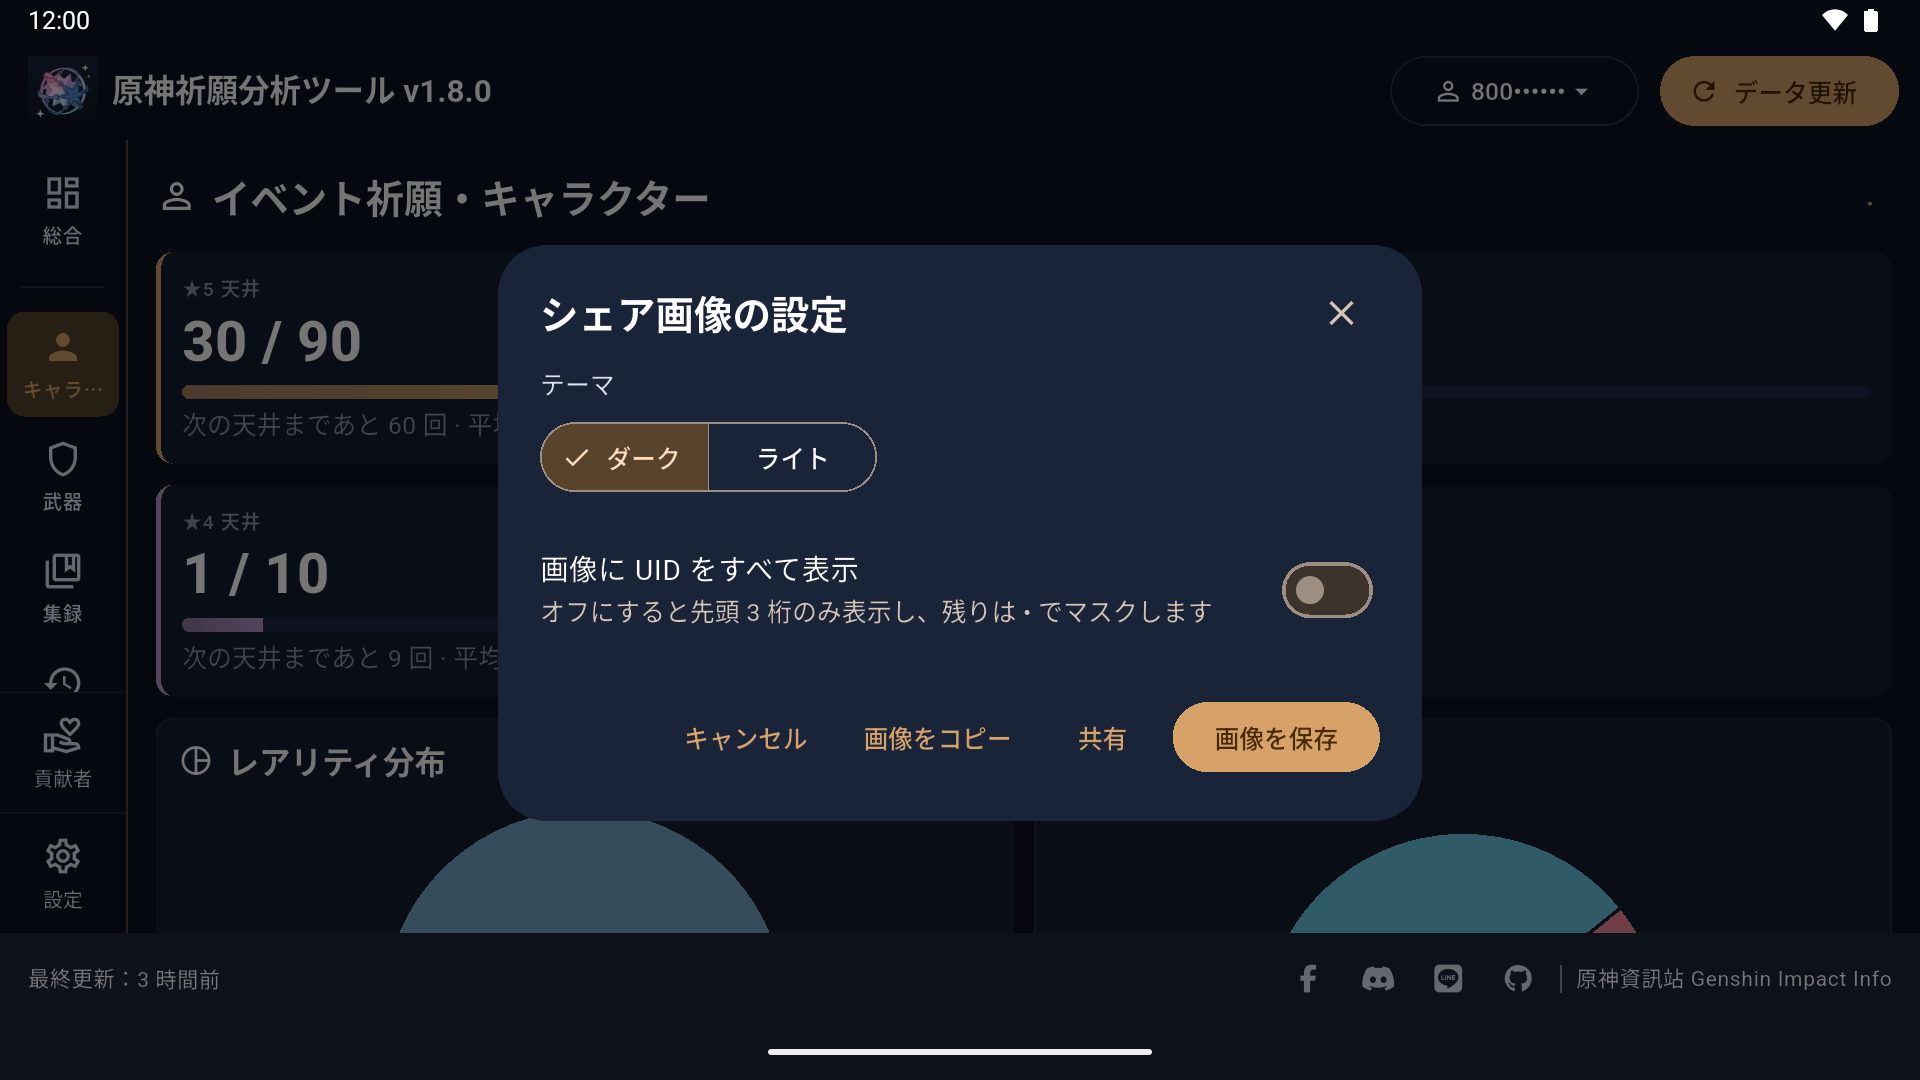 12:00
原神祈願分析ツール v1.8.0
800••••••
データ更新
総合
キャラ…
武器
集録
貢献者
設定
イベント祈願・キャラクター
★5 天井
30 / 90
次の天井まであと 60 回 · 平均
★4 天井
1 / 10
次の天井まであと 9 回 · 平均
レアリティ分布
シェア画像の設定
テーマ
ダーク
ライト
画像に UID をすべて表示
オフにすると先頭 3 桁のみ表示し、残りは • でマスクします
キャンセル
画像をコピー
共有
画像を保存
最終更新：3 時間前
LINE
原神資訊站 Genshin Impact Info